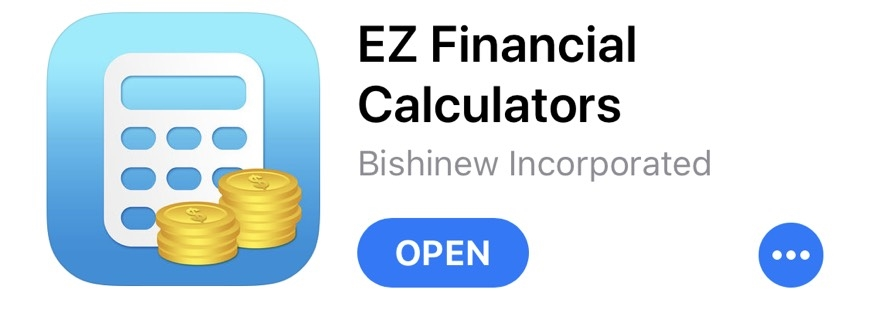 EZ Financial
Calculators
Bishinew Incorporated
OPEN